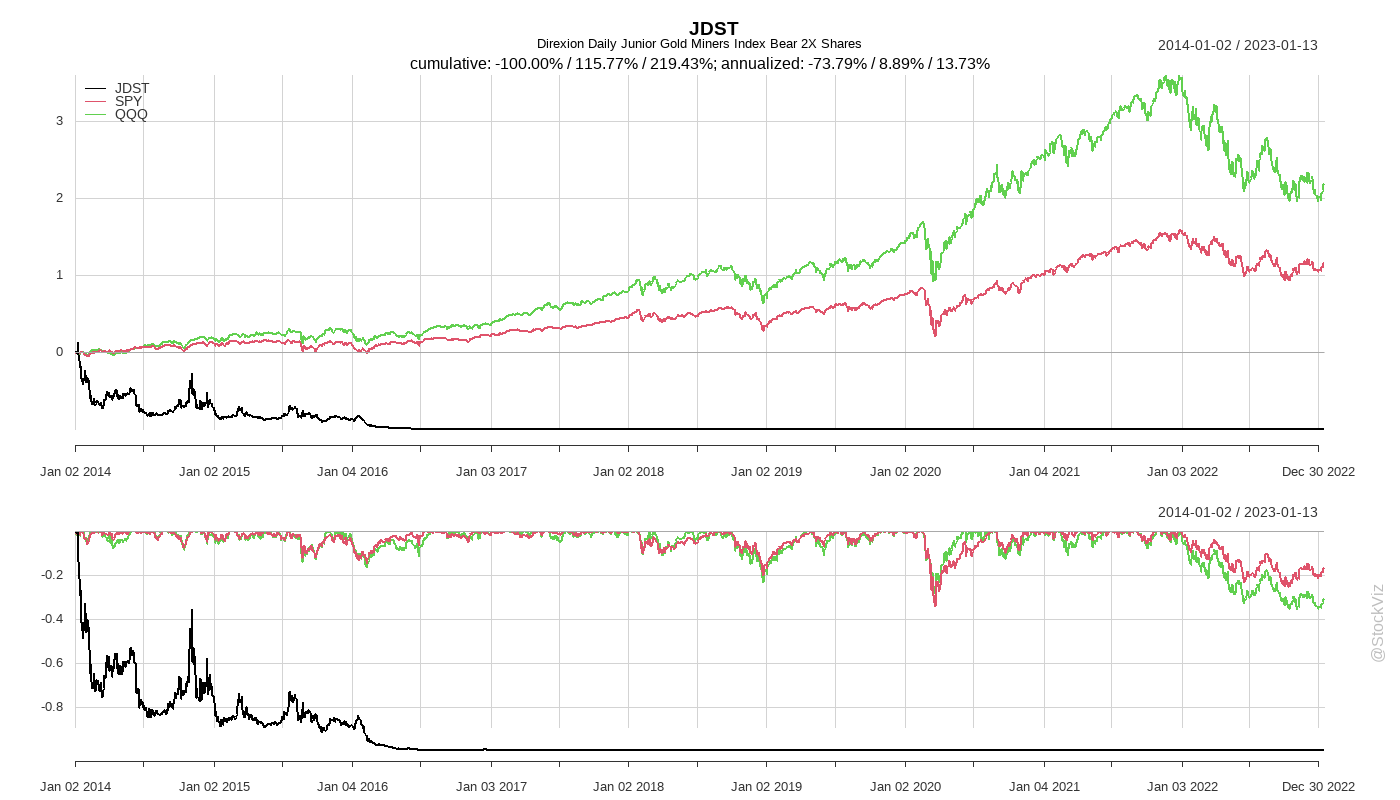 JDST
Direxion Daily Junior Gold Miners Index Bear 2X Shares
2014-01-02 / 2023-01-13
cumulative: -100.00% / 115.77% / 219.43%; annualized: -73.79% / 8.89% / 13.73%
JDST
SPY
QQQ
3
2
1
0
Jan 02 2014 Jan 02 2015 Jan 04 2016 Jan 03 2017 Jan 02 2018 Jan 02 2019 Jan 02 2020 Jan 04 2021 Jan 03 2022 Dec 30 2022
2014-01-02 / 2023-01-13
-0.2
-0.4
-0.6
-0.8
@StockViz
Jan 02 2014 Jan 02 2015 Jan 04 2016 Jan 03 2017 Jan 02 2018 Jan 02 2019 Jan 02 2020 Jan 04 2021 Jan 03 2022 Dec 30 2022